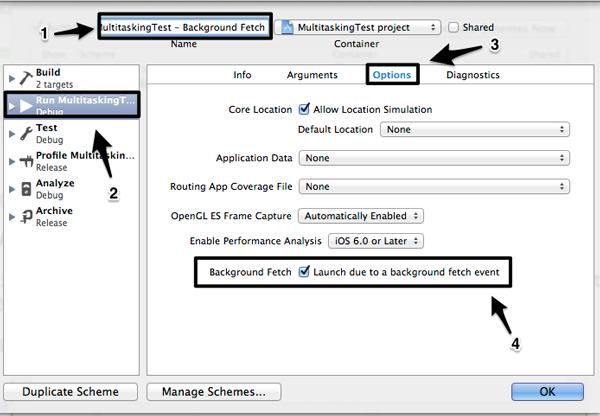 1
ultitaskingTest – Background Fetch
MultitaskingTest project
Shared
Name
Container
3
Info
Arguments
Options
Diagnostics
Build
2 targets
Run MultitaskingT...
Debug
2
Test
Debug
Profile Multitaskin...
Release
Analyze
Debug
Archive
Release
Core Location
Allow Location Simulation
Default Location
None
Application Data
None
Routing App Coverage File
None
OpenGL ES Frame Capture
Automatically Enabled
Enable Performance Analysis
iOS 6.0 or Later
Background Fetch
Launch due to a background fetch event
4
Duplicate Scheme
Manage Schemes...
OK